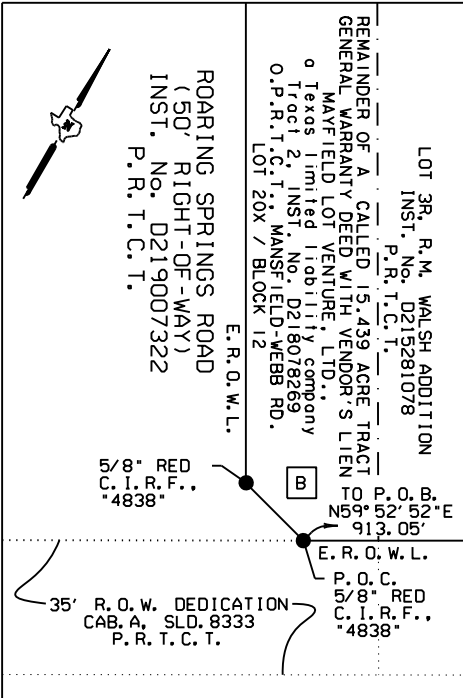 LOT 3R, R.M. WALSH ADDITION
INST. No. D215281078
P.R.T.C.T.
REMAINDER OF A CALLED 15.439 ACRE TRACT
GENERAL WARRANTY DEED WITH VENDOR'S LIEN
MAYFIELD LOT VENTURE, LTD.,
a Texas limited liability company
Tract 2, INST. No. D218078269
O.P.R.T.C.T., MANSFIELD-WEBB RD.
LOT 20X / BLOCK 12
E.R.O.W.L.
ROARING SPRINGS ROAD
(50' RIGHT-OF-WAY)
INST. No. D219007322
P.R.T.C.T.
N
5/8" RED
C.I.R.F.,
"4838"
B
TO P.O.B.
N59°52'52"E
913.05'
E.R.O.W.L.
P.O.C.
5/8" RED
C.I.R.F.,
"4838"
35' R.O.W. DEDICATION
CAB.A, SLD.8333
P.R.T.C.T.